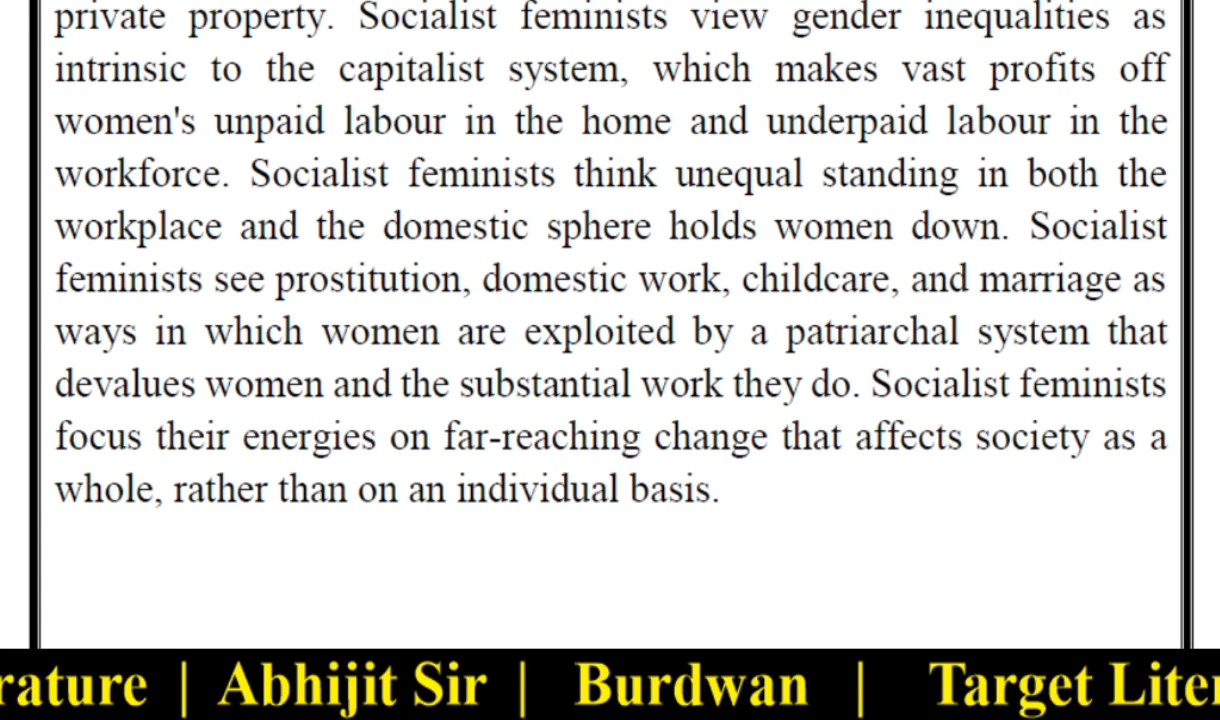 private property. Socialist feminists view gender inequalities as
intrinsic to the capitalist system, which makes vast profits off
women's unpaid labour in the home and underpaid labour in the
workforce. Socialist feminists think unequal standing in both the
workplace and the domestic sphere holds women down. Socialist
feminists see prostitution, domestic work, childcare, and marriage as
ways in which women are exploited by a patriarchal system that
devalues women and the substantial work they do. Socialist feminists
focus their energies on far-reaching change that affects society as a
whole, rather than on an individual basis.
rature | Abhijit Sir | Burdwan | Target Liter